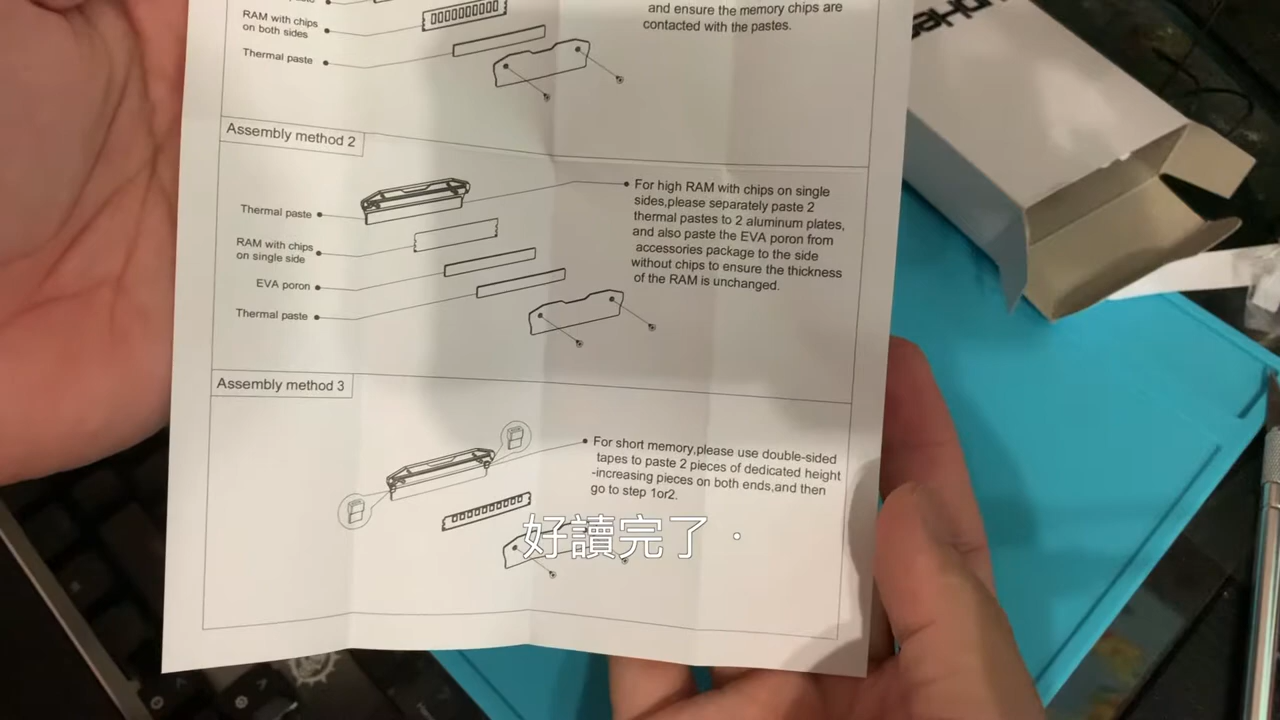 and ensure the memory chips are
contacted with the pastes.
RAM with chips
on both sides
Thermal paste
Assembly method 2
Thermal paste
RAM with chips
on single side
EVA poron
Thermal paste
For high RAM with chips on single
sides,please separately paste 2
thermal pastes to 2 aluminum plates,
and also paste the EVA poron from
accessories package to the side
without chips to ensure the thickness
of the RAM is unchanged.
Assembly method 3
For short memory,please use double-sided
tapes to paste 2 pieces of dedicated height
-increasing pieces on both ends,and then
go to step 1or2.
好讀完了．